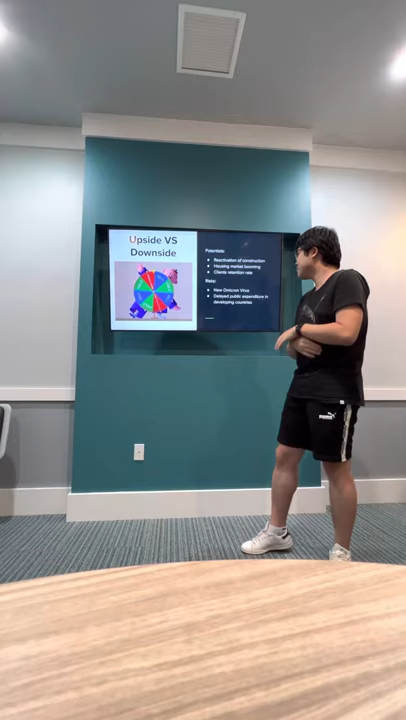 Upside VS
Downside
Potentials:
Reactivation of construction
Housing market booming
Clients retention rate
Risks:
New Omicron Virus
Delayed public expenditure in
developing countries
PUMA